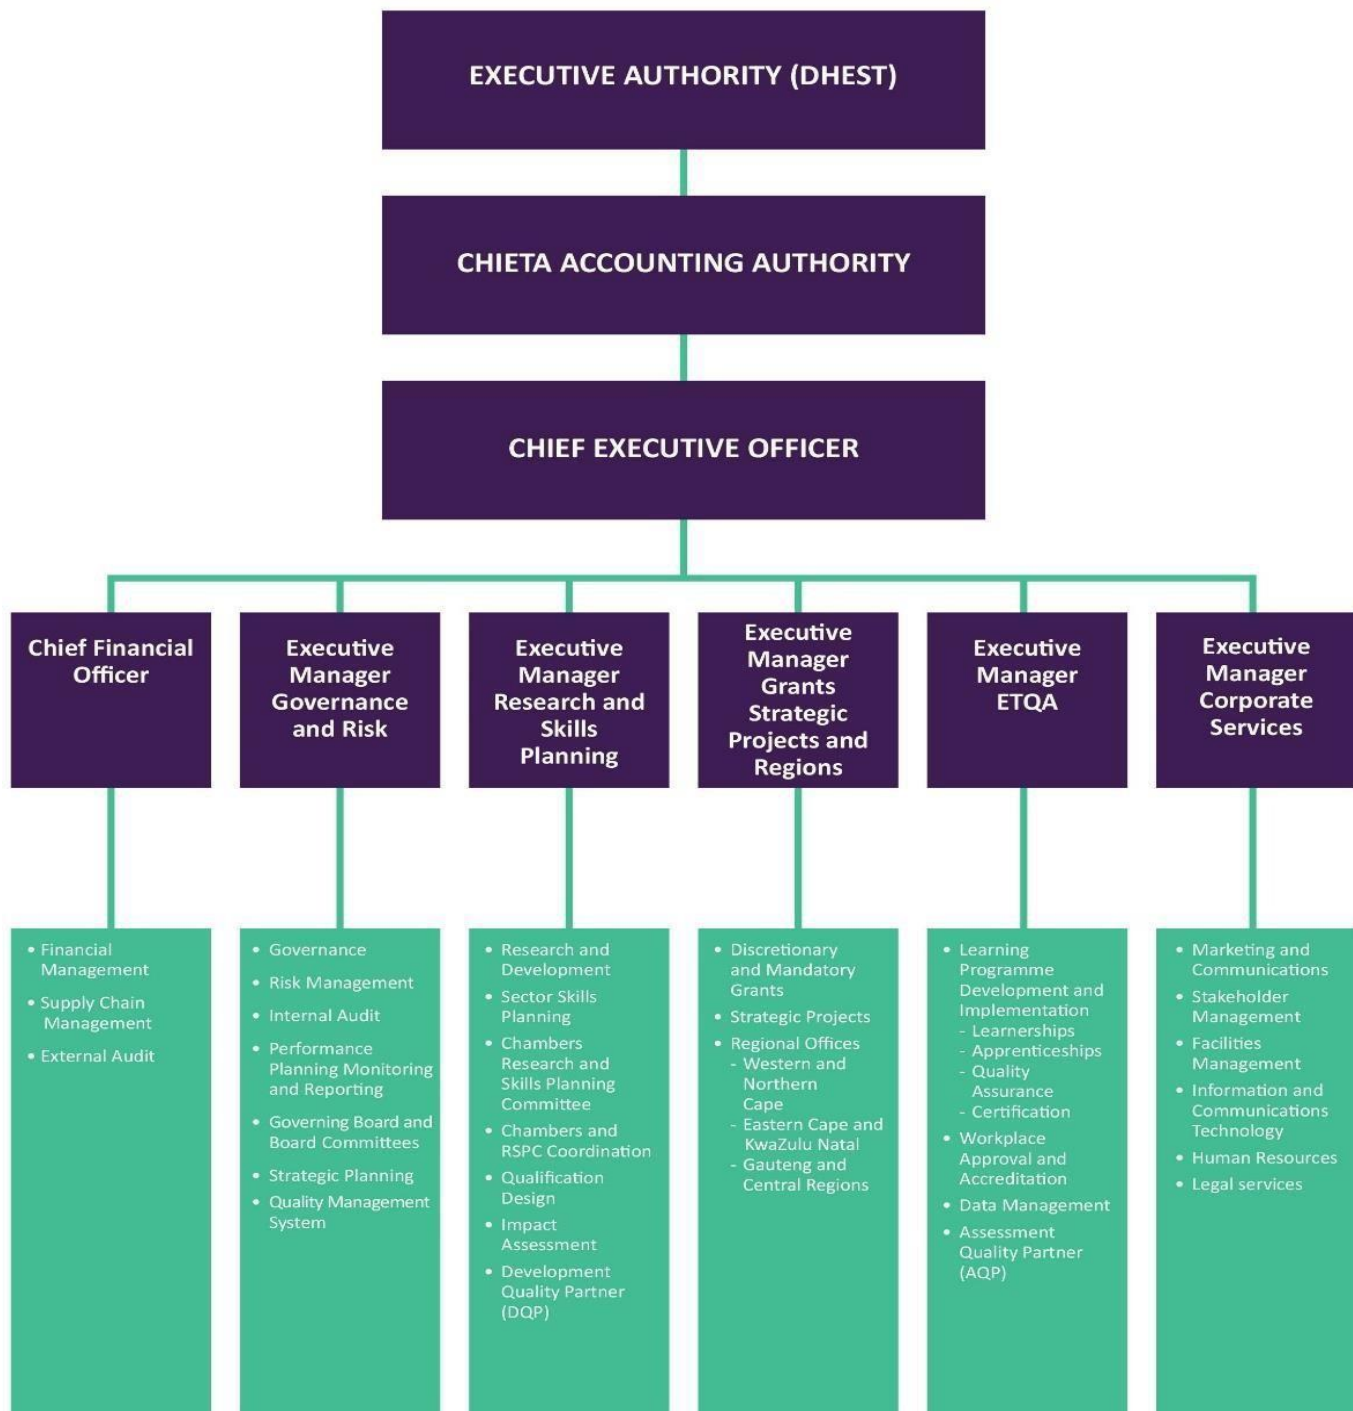 EXECUTIVE AUTHORITY (DHEST)
CHIETA ACCOUNTING AUTHORITY
CHIEF EXECUTIVE OFFICER
Chief Financial
Officer
Executive
Manager
Governance
and Risk
Executive
Manager
Research and
Skills
Planning
Executive
Manager
Grants
Strategic
Projects and
Regions
Executive
Manager
ETQA
Executive
Manager
Corporate
Services
• Financial
Management
• Supply Chain
Management
• External Audit
• Governance
• Risk Management
• Internal Audit
• Performance
Planning Monitoring
and Reporting
• Governing Board and
Board Committees
• Strategic Planning
• Quality Management
System
• Research and
Development
• Sector Skills
Planning
• Chambers
Research and
Skills Planning
Committee
• Chambers and
RSPC Coordination
• Qualification
Design
• Impact
Assessment
• Development
Quality Partner
(DQP)
• Discretionary
and Mandatory
Grants
• Strategic Projects
• Regional Offices
- Western and
Northern
Cape
- Eastern Cape and
KwaZulu Natal
- Gauteng and
Central Regions
• Learning
Programme
Development and
Implementation
- Learnerships
- Apprenticeships
- Quality
Assurance
- Certification
• Workplace
Approval and
Accreditation
• Data Management
• Assessment
Quality Partner
(AQP)
• Marketing and
Communications
• Stakeholder
Management
• Facilities
Management
• Information and
Communications
Technology
• Human Resources
• Legal services